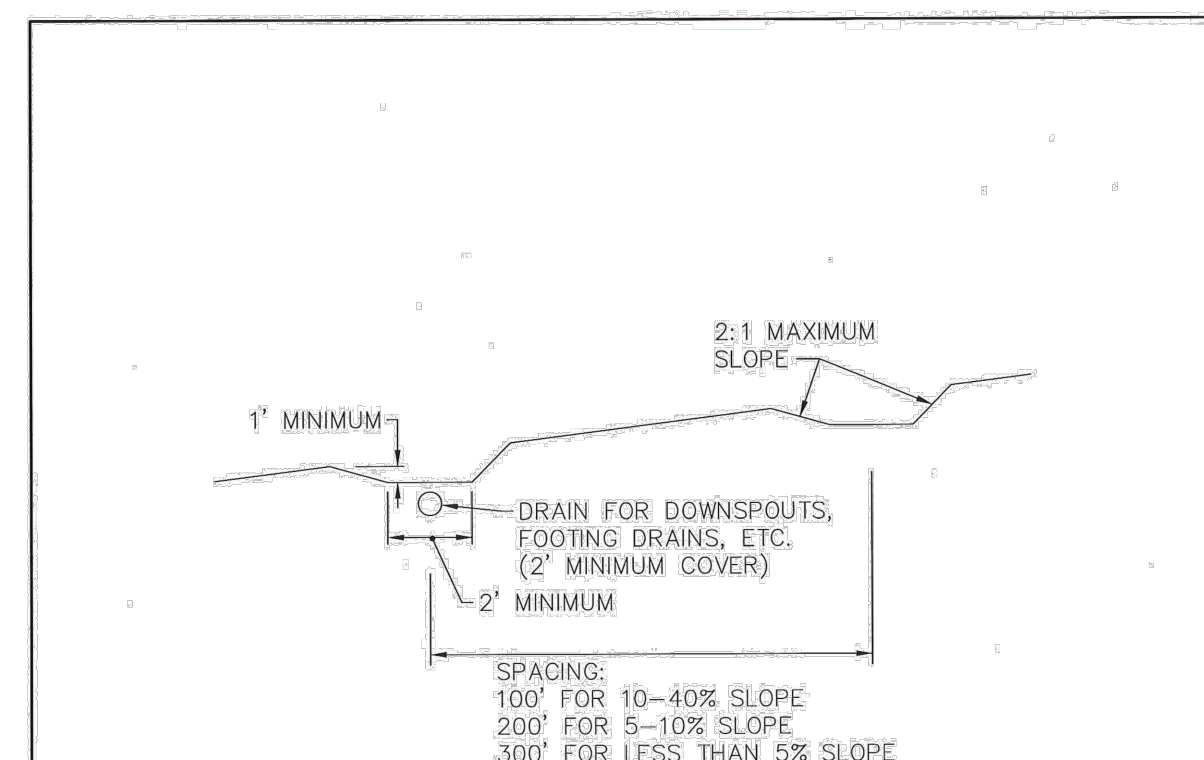 2:1 MAXIMUM
SLOPE
1' MINIMUM
DRAIN FOR DOWNSPOUTS,
FOOTING DRAINS, ETC.
(2' MINIMUM COVER)
2' MINIMUM
SPACING:
100' FOR 10–40% SLOPE
200' FOR 5–10% SLOPE
300' FOR LESS THAN 5% SLOPE